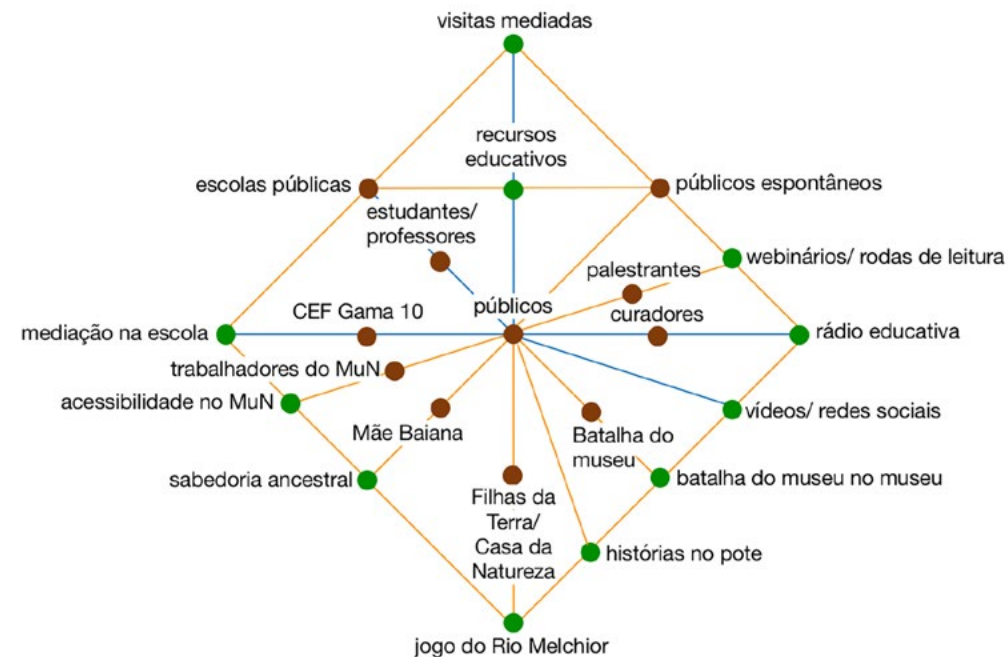 visitas mediadas
recursos
educativos
escolas públicas
públicos espontâneos
estudantes/
professores
webinários/ rodas de leitura
palestrantes
CEF Gama 10
públicos
curadores
mediação na escola
rádio educativa
trabalhadores do MuN
acessibilidade no MuN
vídeos/ redes sociais
Mãe Baiana
Batalha do
museu
sabedoria ancestral
batalha do museu no museu
Filhas da
Terra/
Casa da
Natureza
histórias no pote
jogo do Rio Melchior